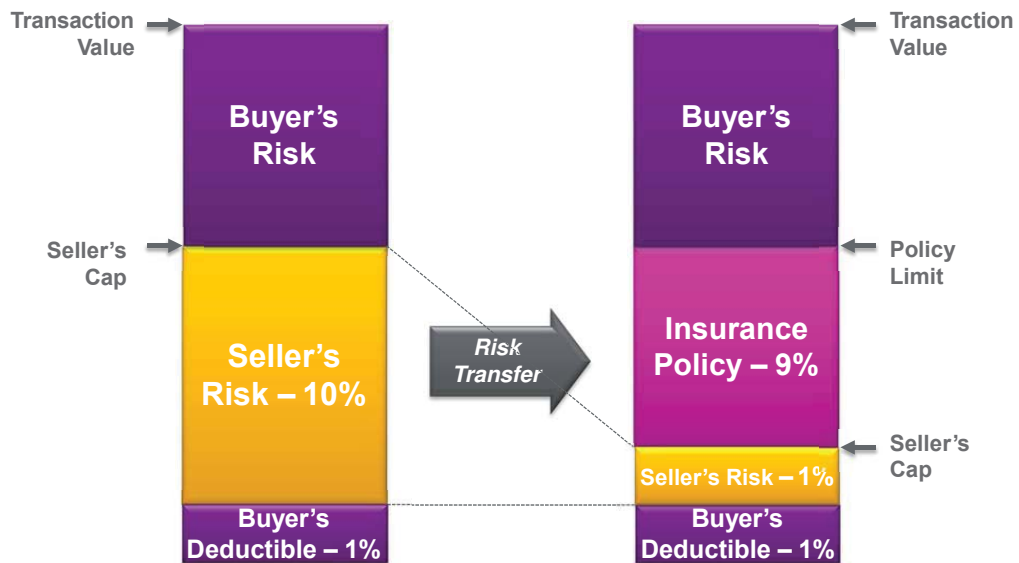 Transaction
Value
Buyer’s
Risk
Seller’s
Cap
Seller’s
Risk – 10%
Buyer’s
Deductible – 1%
Risk
Transfer
Transaction
Value
Buyer’s
Risk
Policy
Limit
Insurance
Policy – 9%
Seller’s
Cap
Seller’s Risk – 1%
Buyer’s
Deductible – 1%